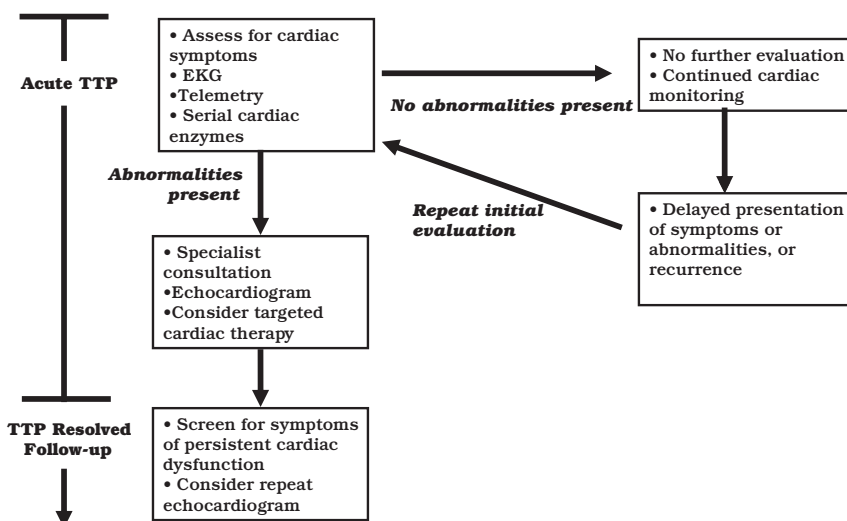 Acute TTP
• Assess for cardiac
symptoms
• EKG
•Telemetry
• Serial cardiac
enzymes
No abnormalities present
• No further evaluation
• Continued cardiac
monitoring
Abnormalities
present
Repeat initial
evaluation
• Delayed presentation
of symptoms or
abnormalities, or
recurrence
• Specialist
consultation
•Echocardiogram
•Consider targeted
cardiac therapy
TTP Resolved
Follow-up
• Screen for symptoms
of persistent cardiac
dysfunction
• Consider repeat
echocardiogram